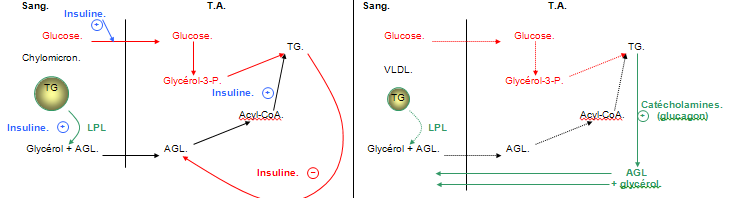 Sang.
T.A.
Insuline.
+
Glucose.
Glucose.
TG.
Chylomicron.
Glycérol-3-P.
TG
Insuline. +
Acyl-CoA.
Insuline. +
LPL
Glycérol + AGL.
AGL.
Insuline. −
Sang.
T.A.
Glucose.
Glucose.
TG.
VLDL.
Glycérol-3-P.
TG
Catécholamines.
+ (glucagon)
Acyl-CoA.
LPL
Glycérol + AGL.
AGL.
AGL
+ glycérol.